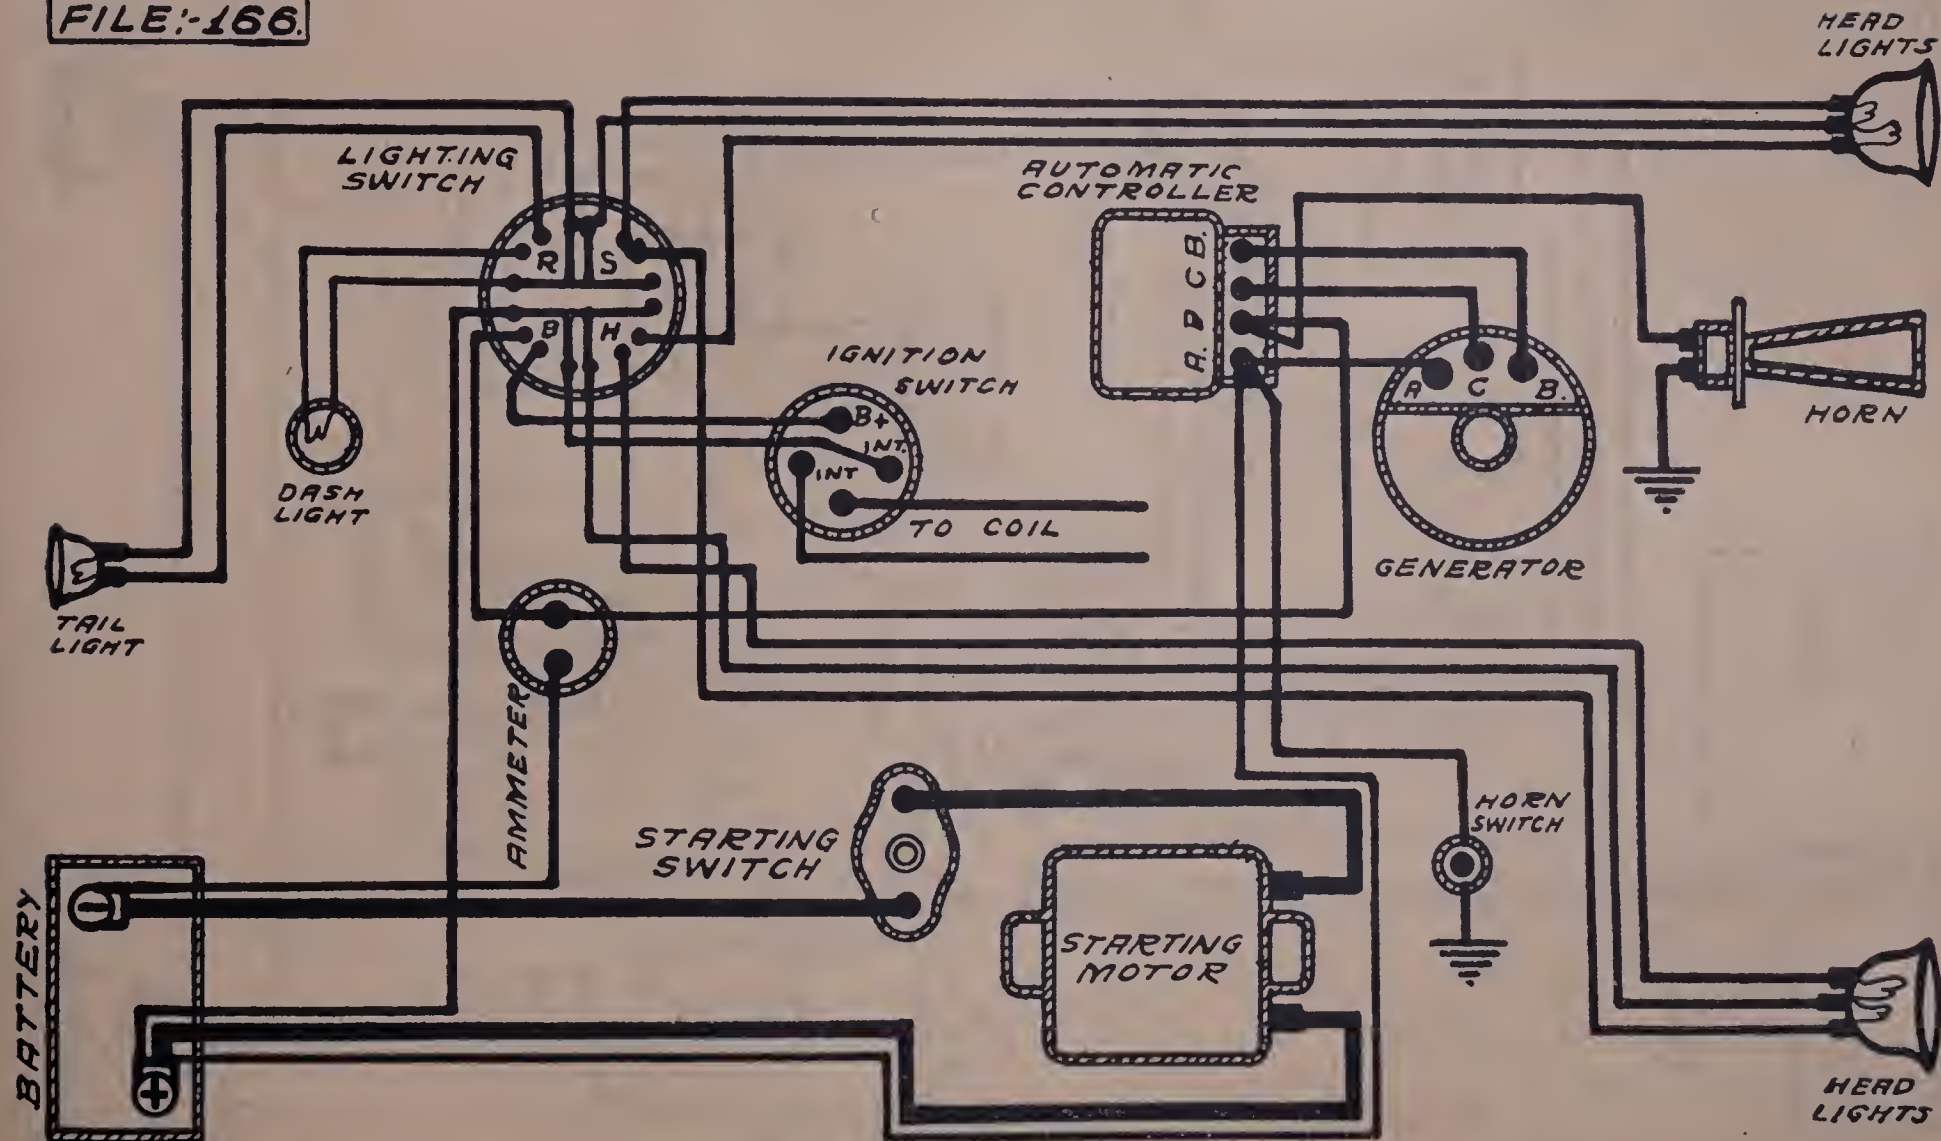 FILE:-166.
HEAD
LIGHTS
LIGHTING
SWITCH
AUTOMATIC
CONTROLLER
R S
B H
B.
C
P
A.
IGNITION
SWITCH
B+
INT.
INT
TO COIL
A C B.
GENERATOR
HORN
DASH
LIGHT
TAIL
LIGHT
AMMETER
STARTING
SWITCH
HORN
SWITCH
STARTING
MOTOR
BATTERY
-
+
HEAD
LIGHTS